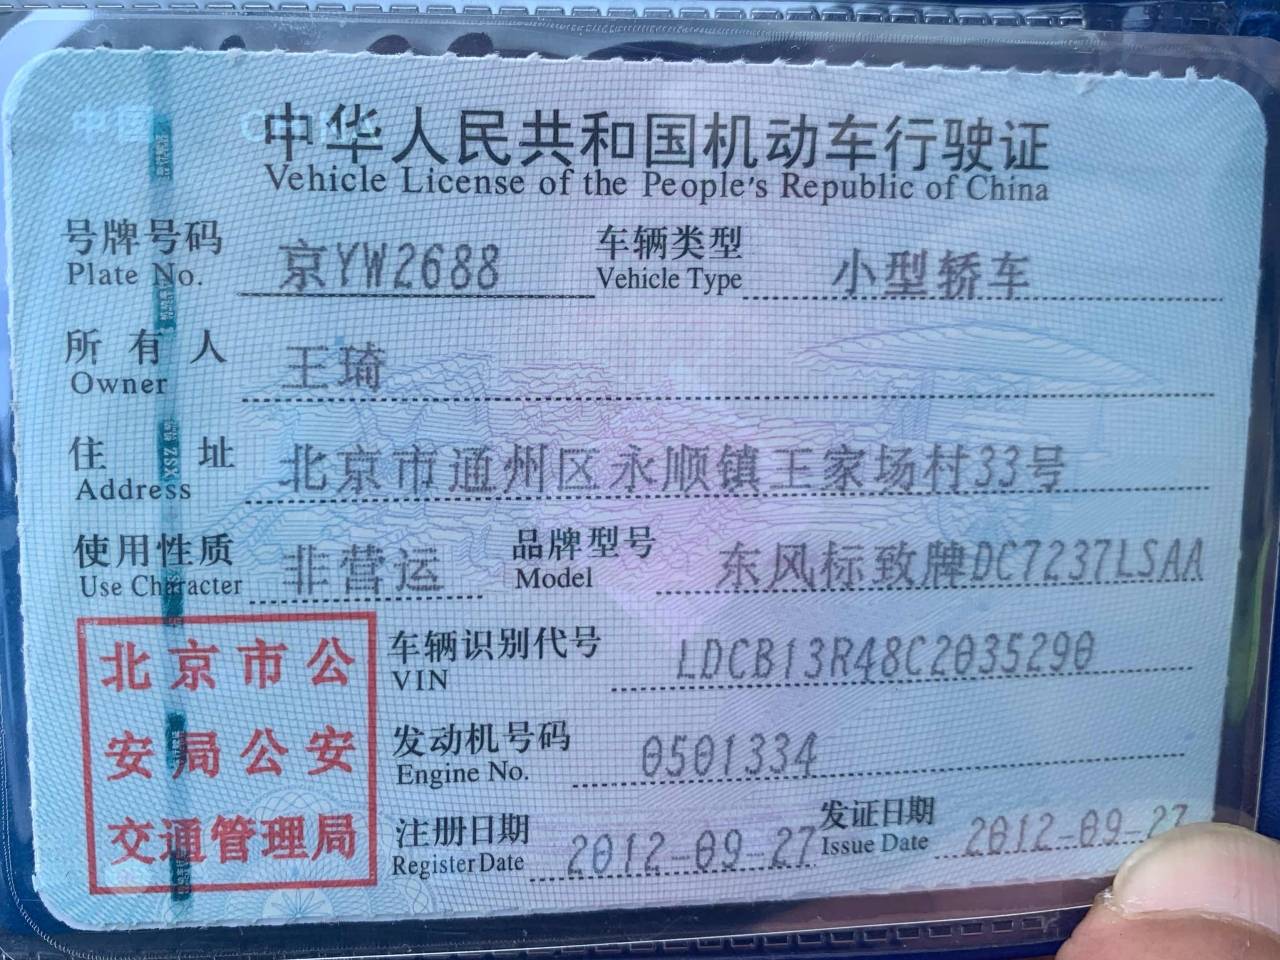 中华人民共和国机动车行驶证
Vehicle License of the People's Republic of China
号牌号码 京YW2688 车辆类型 小型轿车
Plate No. Vehicle Type
所有人 王琦
Owner
住址 北京市通州区永顺镇王家场村33号
Address
使用性质 非营运 品牌型号 东风标致牌DC7237LSAA
Use Character Model
北京市公
安局公安
交通管理局
车辆识别代号 LDCB13R48C2035290
VIN
发动机号码 0501334
Engine No.
注册日期 2012-09-27 发证日期 2012-09-27
Register Date Issue Date